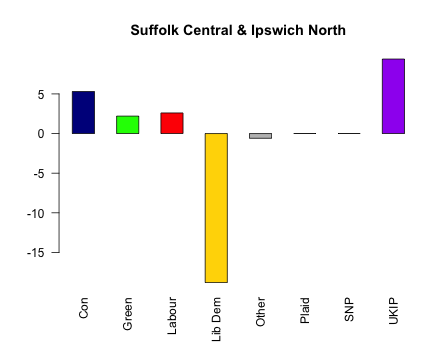 Suffolk Central & Ipswich North
5
0
-5
-10
-15
Con
Green
Labour
Lib Dem
Other
Plaid
SNP
UKIP